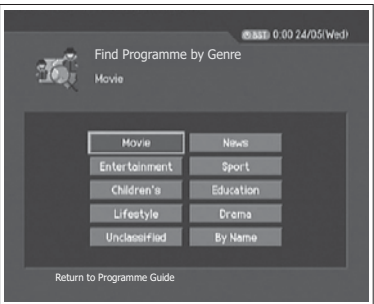 BST 0:00 24/05(Wed)
Find Programme by Genre
Movie
Movie News
Entertainment Sport
Children's Education
Lifestyle Drama
Unclassified By Name
Return to Programme Guide